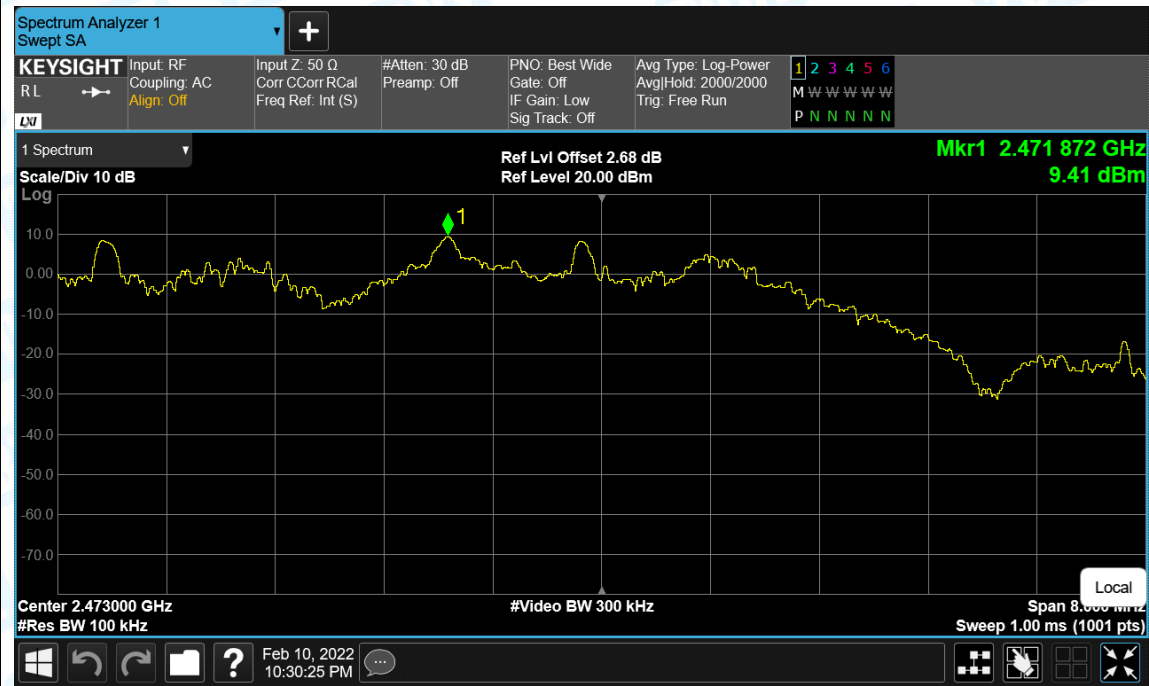 Spectrum Analyzer 1
Swept SA
+
KEYSIGHT
RL
LXI
Input: RF
Coupling: AC
Align: Off
Input Z: 50 Ω
Corr CCorr RCal
Freq Ref: Int (S)
#Atten: 30 dB
Preamp: Off
PNO: Best Wide
Gate: Off
IF Gain: Low
Sig Track: Off
Avg Type: Log-Power
Avg|Hold: 2000/2000
Trig: Free Run
1 2 3 4 5 6
M W W W W W
P N N N N N
1 Spectrum
Scale/Div 10 dB
Ref Lvl Offset 2.68 dB
Ref Level 20.00 dBm
Mkr1 2.471 872 GHz
9.41 dBm
Log
1
10.0
0.00
-10.0
-20.0
-30.0
-40.0
-50.0
-60.0
-70.0
Local
Center 2.473000 GHz
#Video BW 300 kHz
Span
#Res BW 100 kHz
Sweep 1.00 ms (1001 pts)
?
Feb 10, 2022
10:30:25 PM